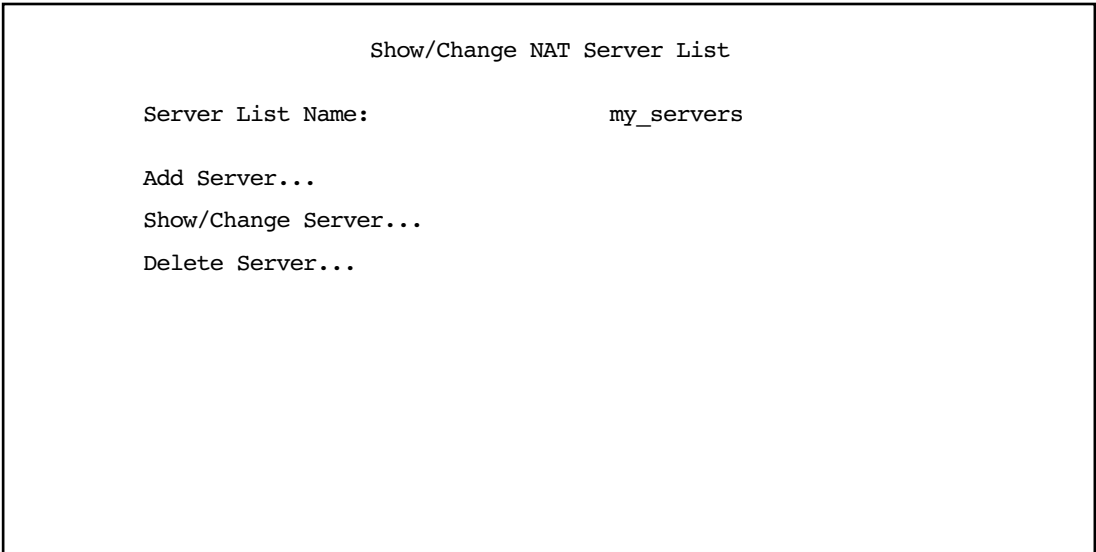 Show/Change NAT Server List
Server List Name: my_servers
Add Server...
Show/Change Server...
Delete Server...